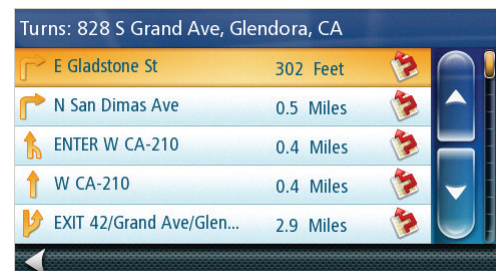 Turns: 828 S Grand Ave, Glendora, CA
E Gladstone St 302 Feet
N San Dimas Ave 0.5 Miles
ENTER W CA-210 0.4 Miles
W CA-210 0.4 Miles
EXIT 42/Grand Ave/Glen... 2.9 Miles